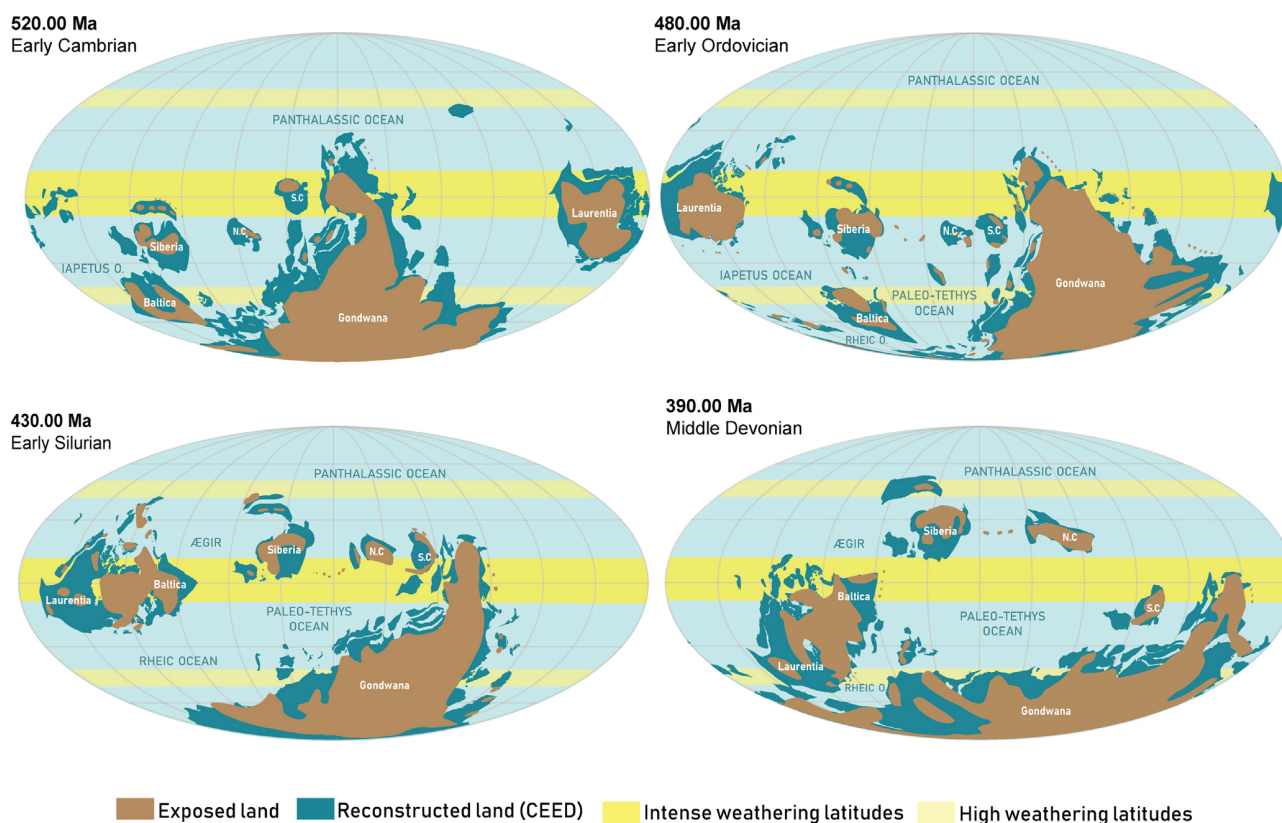 520.00 Ma
Early Cambrian
PANTHALASSIC OCEAN
S.C
N.C
Laurentia
Siberia
IAPETUS O.
Baltica
Gondwana
480.00 Ma
Early Ordovician
PANTHALASSIC OCEAN
Laurentia
Siberia
N.C
S.C
IAPETUS OCEAN
Gondwana
PALEO-TETHYS
OCEAN
Baltica
RHEIC O.
430.00 Ma
Early Silurian
PANTHALASSIC OCEAN
ÆGIR
Siberia
N.C
S.C
Baltica
Laurentia
PALEO-TETHYS
OCEAN
RHEIC OCEAN
Gondwana
390.00 Ma
Middle Devonian
PANTHALASSIC OCEAN
Siberia
N.C
ÆGIR
Baltica
S.C
PALEO-TETHYS
OCEAN
Laurentia
RHEIC O.
Gondwana
Exposed land
Reconstructed land (CEED)
Intense weathering latitudes
High weathering latitudes